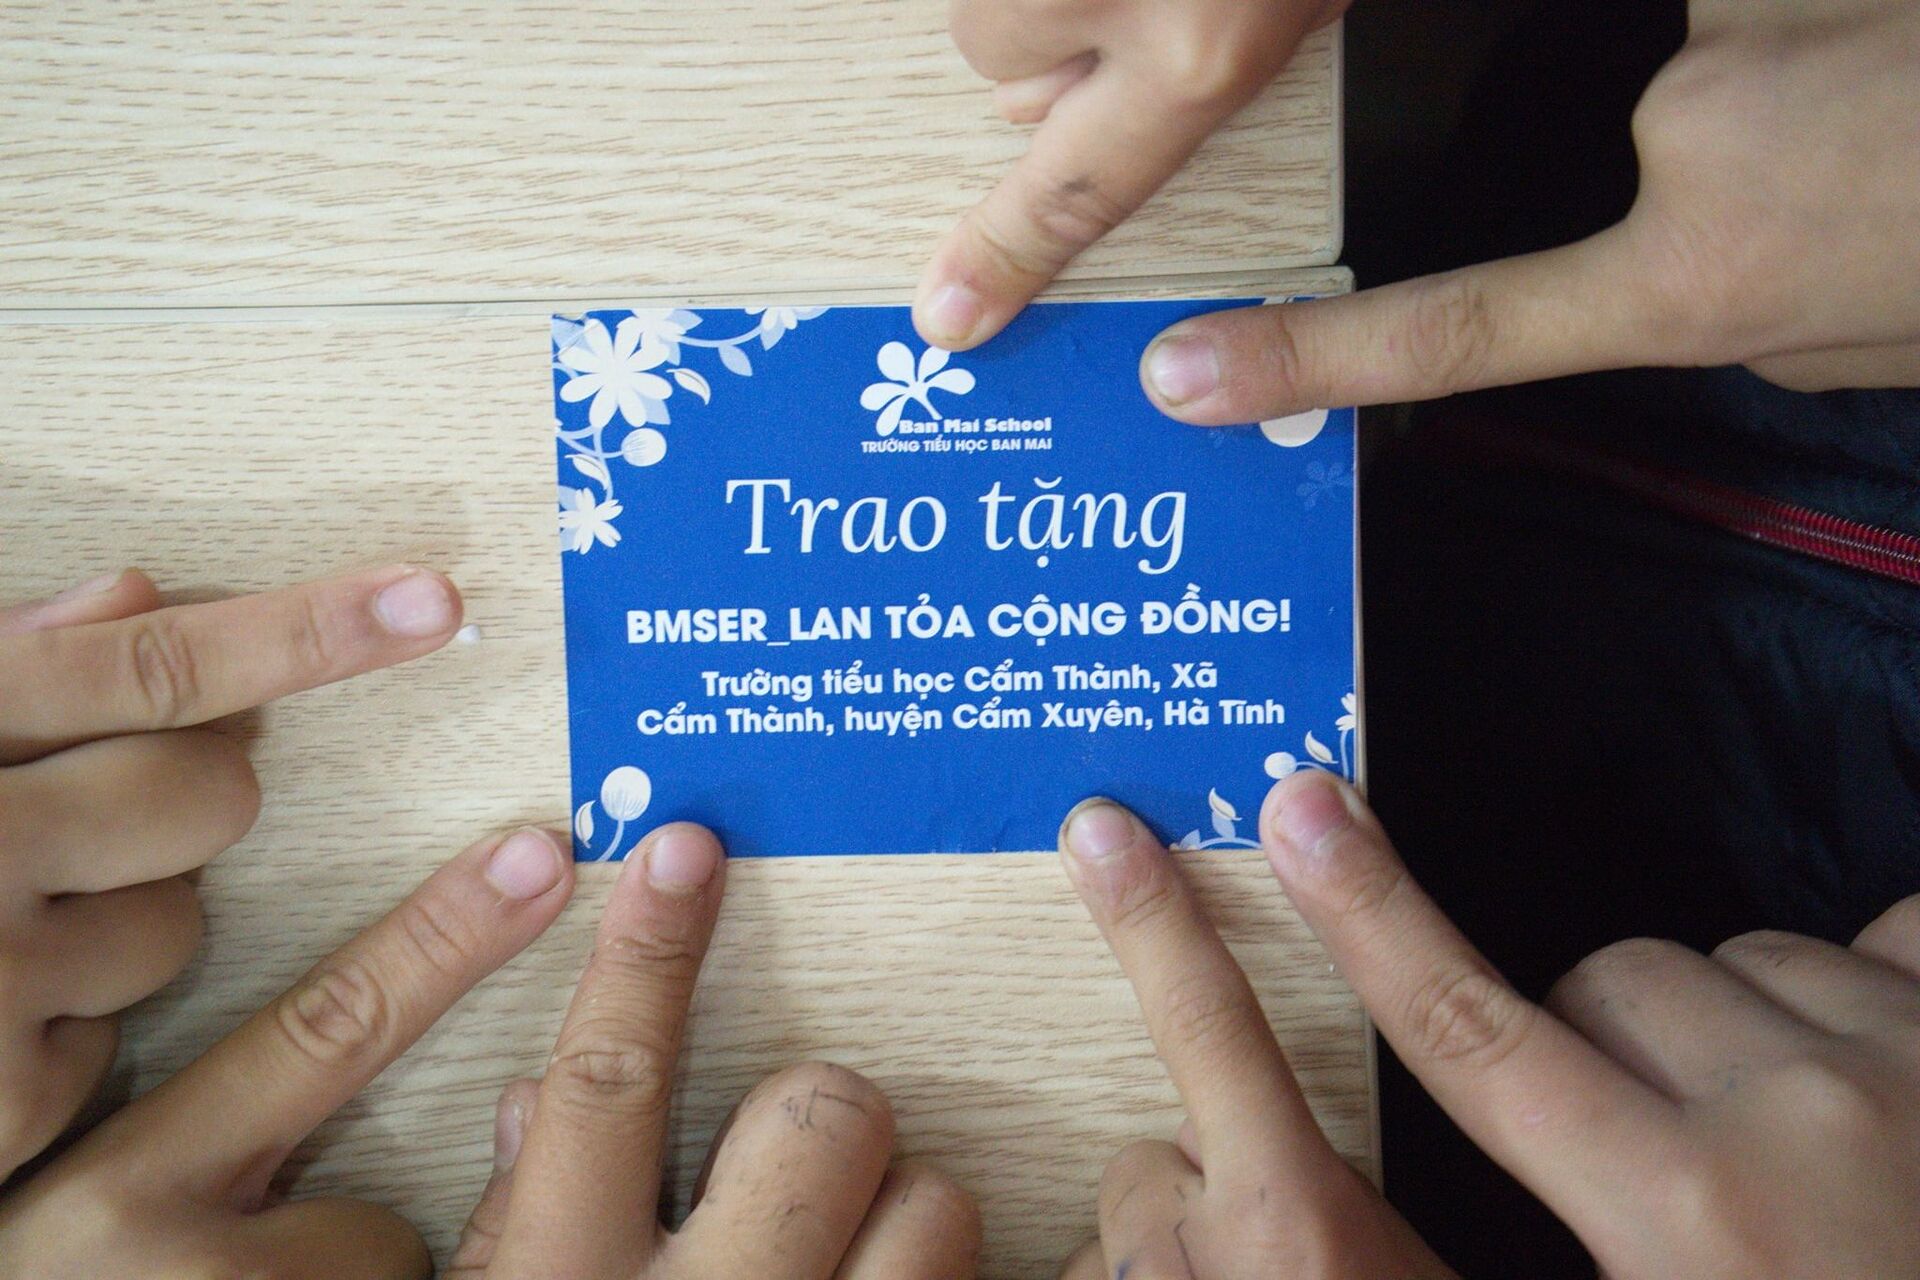 Ban Mai School
TRƯỜNG TIỂU HỌC BAN MAI
Trao tặng
BMSER_LAN TỎA CỘNG ĐỒNG!
Trường tiểu học Cẩm Thành, Xã
Cẩm Thành, huyện Cẩm Xuyên, Hà Tĩnh